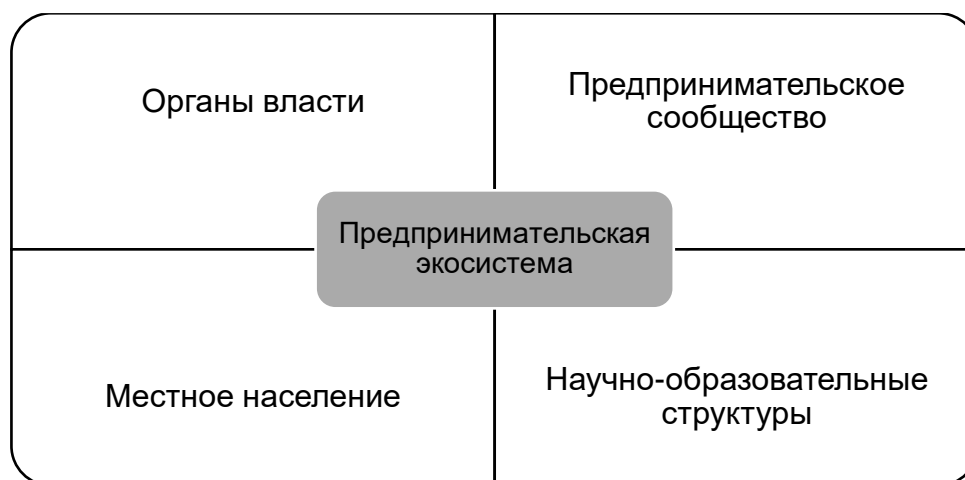 Органы власти
Предпринимательское
сообщество
Предпринимательская
экосистема
Местное население
Научно-образовательные
структуры